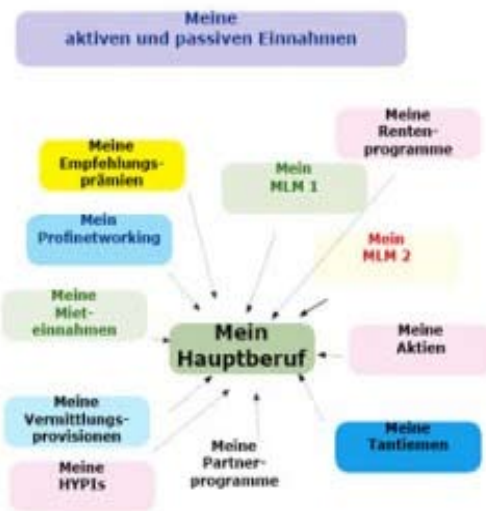 Meine
aktiven und passiven Einnahmen
Meine
Renten-
programme
Meine
Empfehlungs-
prämien
Mein
MLM 1
Mein
Profinetworking
Mein
MLM 2
Meine
Miet-
einnahmen
Mein
Hauptberuf
Meine
Aktien
Meine
Vermittlungs-
provisionen
Meine
Partner-
programme
Meine
Tantiemen
Meine
HYPIs